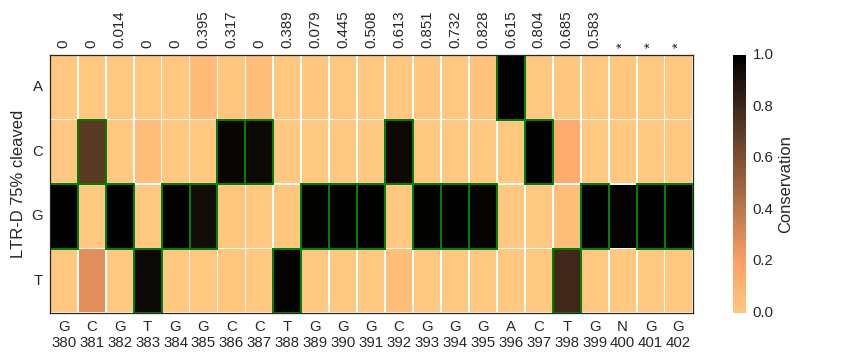 0 0 0.014 0 0 0.395 0.317 0 0.389 0.079 0.445 0.508 0.613 0.851 0.732 0.828 0.615 0.804 0.685 0.583 * * *
1.0
A
0.8
C
0.6
LTR-D 75% cleaved
Conservation
0.4
G
0.2
T
0.0
G C G T G G C C T G G G C G G G A C T G N G G
380 381 382 383 384 385 386 387 388 389 390 391 392 393 394 395 396 397 398 399 400 401 402